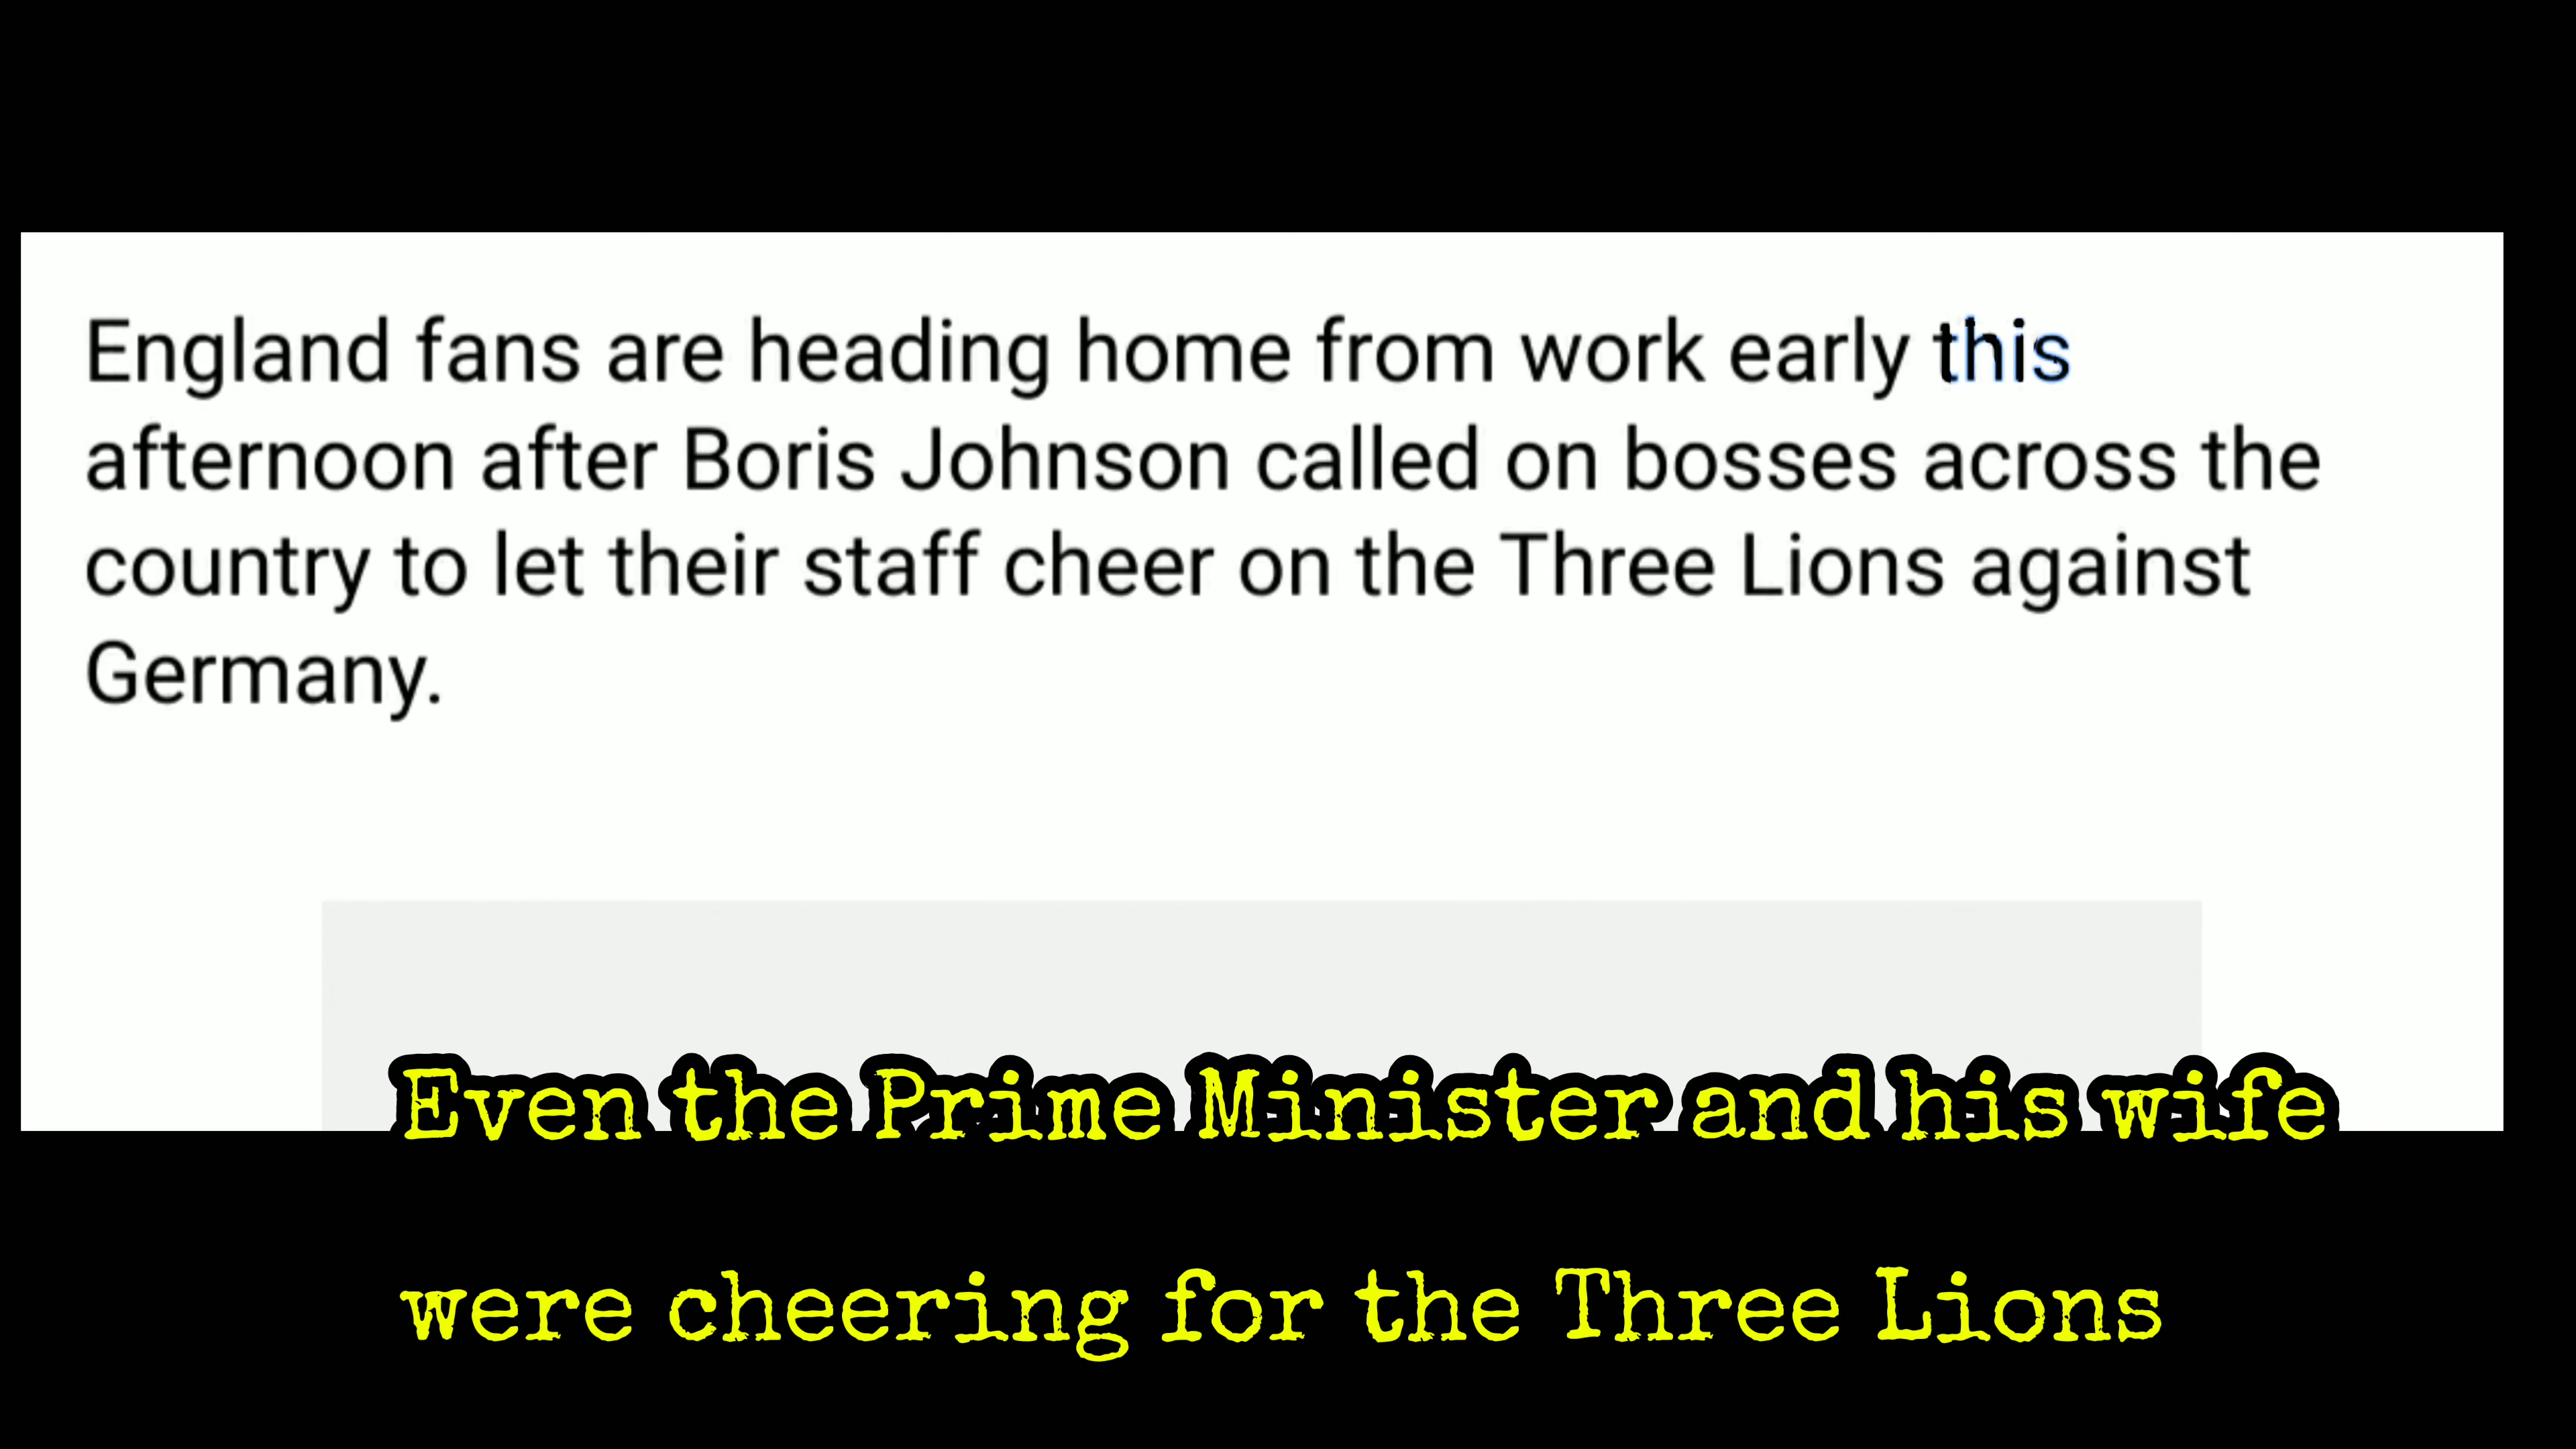 England fans are heading home from work early this
afternoon after Boris Johnson called on bosses across the
country to let their staff cheer on the Three Lions against
Germany.
Even the Prime Minister and his wife
were cheering for the Three Lions